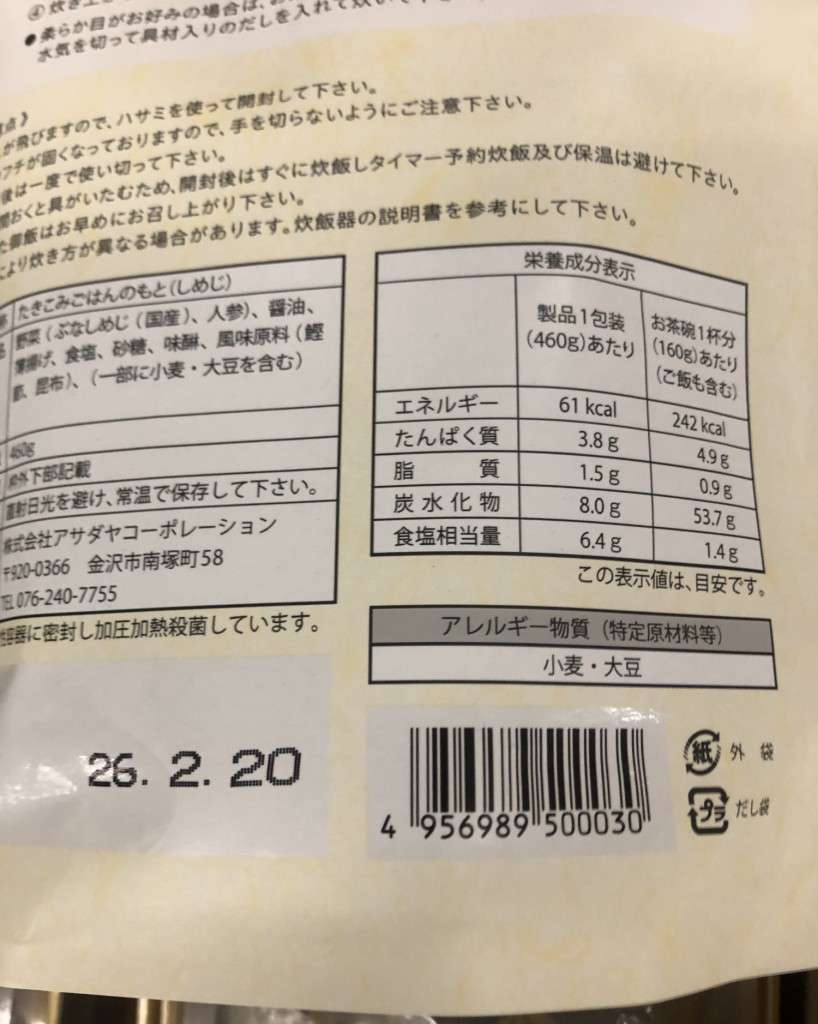 ④ 炊き上
● 柔らか目がお好みの場合は、
水気を切って具材入りのだしを入れて炊い
点》
が飛びますので、ハサミを使って開封して下さい。
フチが固くなっておりますので、手を切らないようにご注意下さい。
後は一度で使い切って下さい。
おくと具がいたむため、開封後はすぐに炊飯しタイマー予約炊飯及び保温は避けて下さい。
た御飯はお早めにお召し上がり下さい。
により炊き方が異なる場合があります。炊飯器の説明書を参考にして下さい。
たきこみごはんのもと(しめじ)
野菜(ぶなしめじ(国産)、人参)、醤油、
揚げ、食塩、砂糖、味醂、風味原料(鰹
節、昆布)、(一部に小麦・大豆を含む)
460g
枠外下部記載
直射日光を避け、常温で保存して下さい。
株式会社アサダヤコーポレーション
〒920-0366 金沢市南塚町58
TEL 076-240-7755
容器に密封し加圧加熱殺菌しています。
栄養成分表示
製品1包装
(460g)あたり
お茶碗1杯分
(160g)あたり
(ご飯も含む)
エネルギー 61 kcal 242 kcal
たんぱく質 3.8 g 4.9 g
脂質 1.5 g 0.9 g
炭水化物 8.0 g 53.7 g
食塩相当量 6.4 g 1.4 g
この表示値は、目安です。
アレルギー物質(特定原材料等)
小麦・大豆
26. 2. 20
4 956989 500030
紙 外袋
プラ だし袋